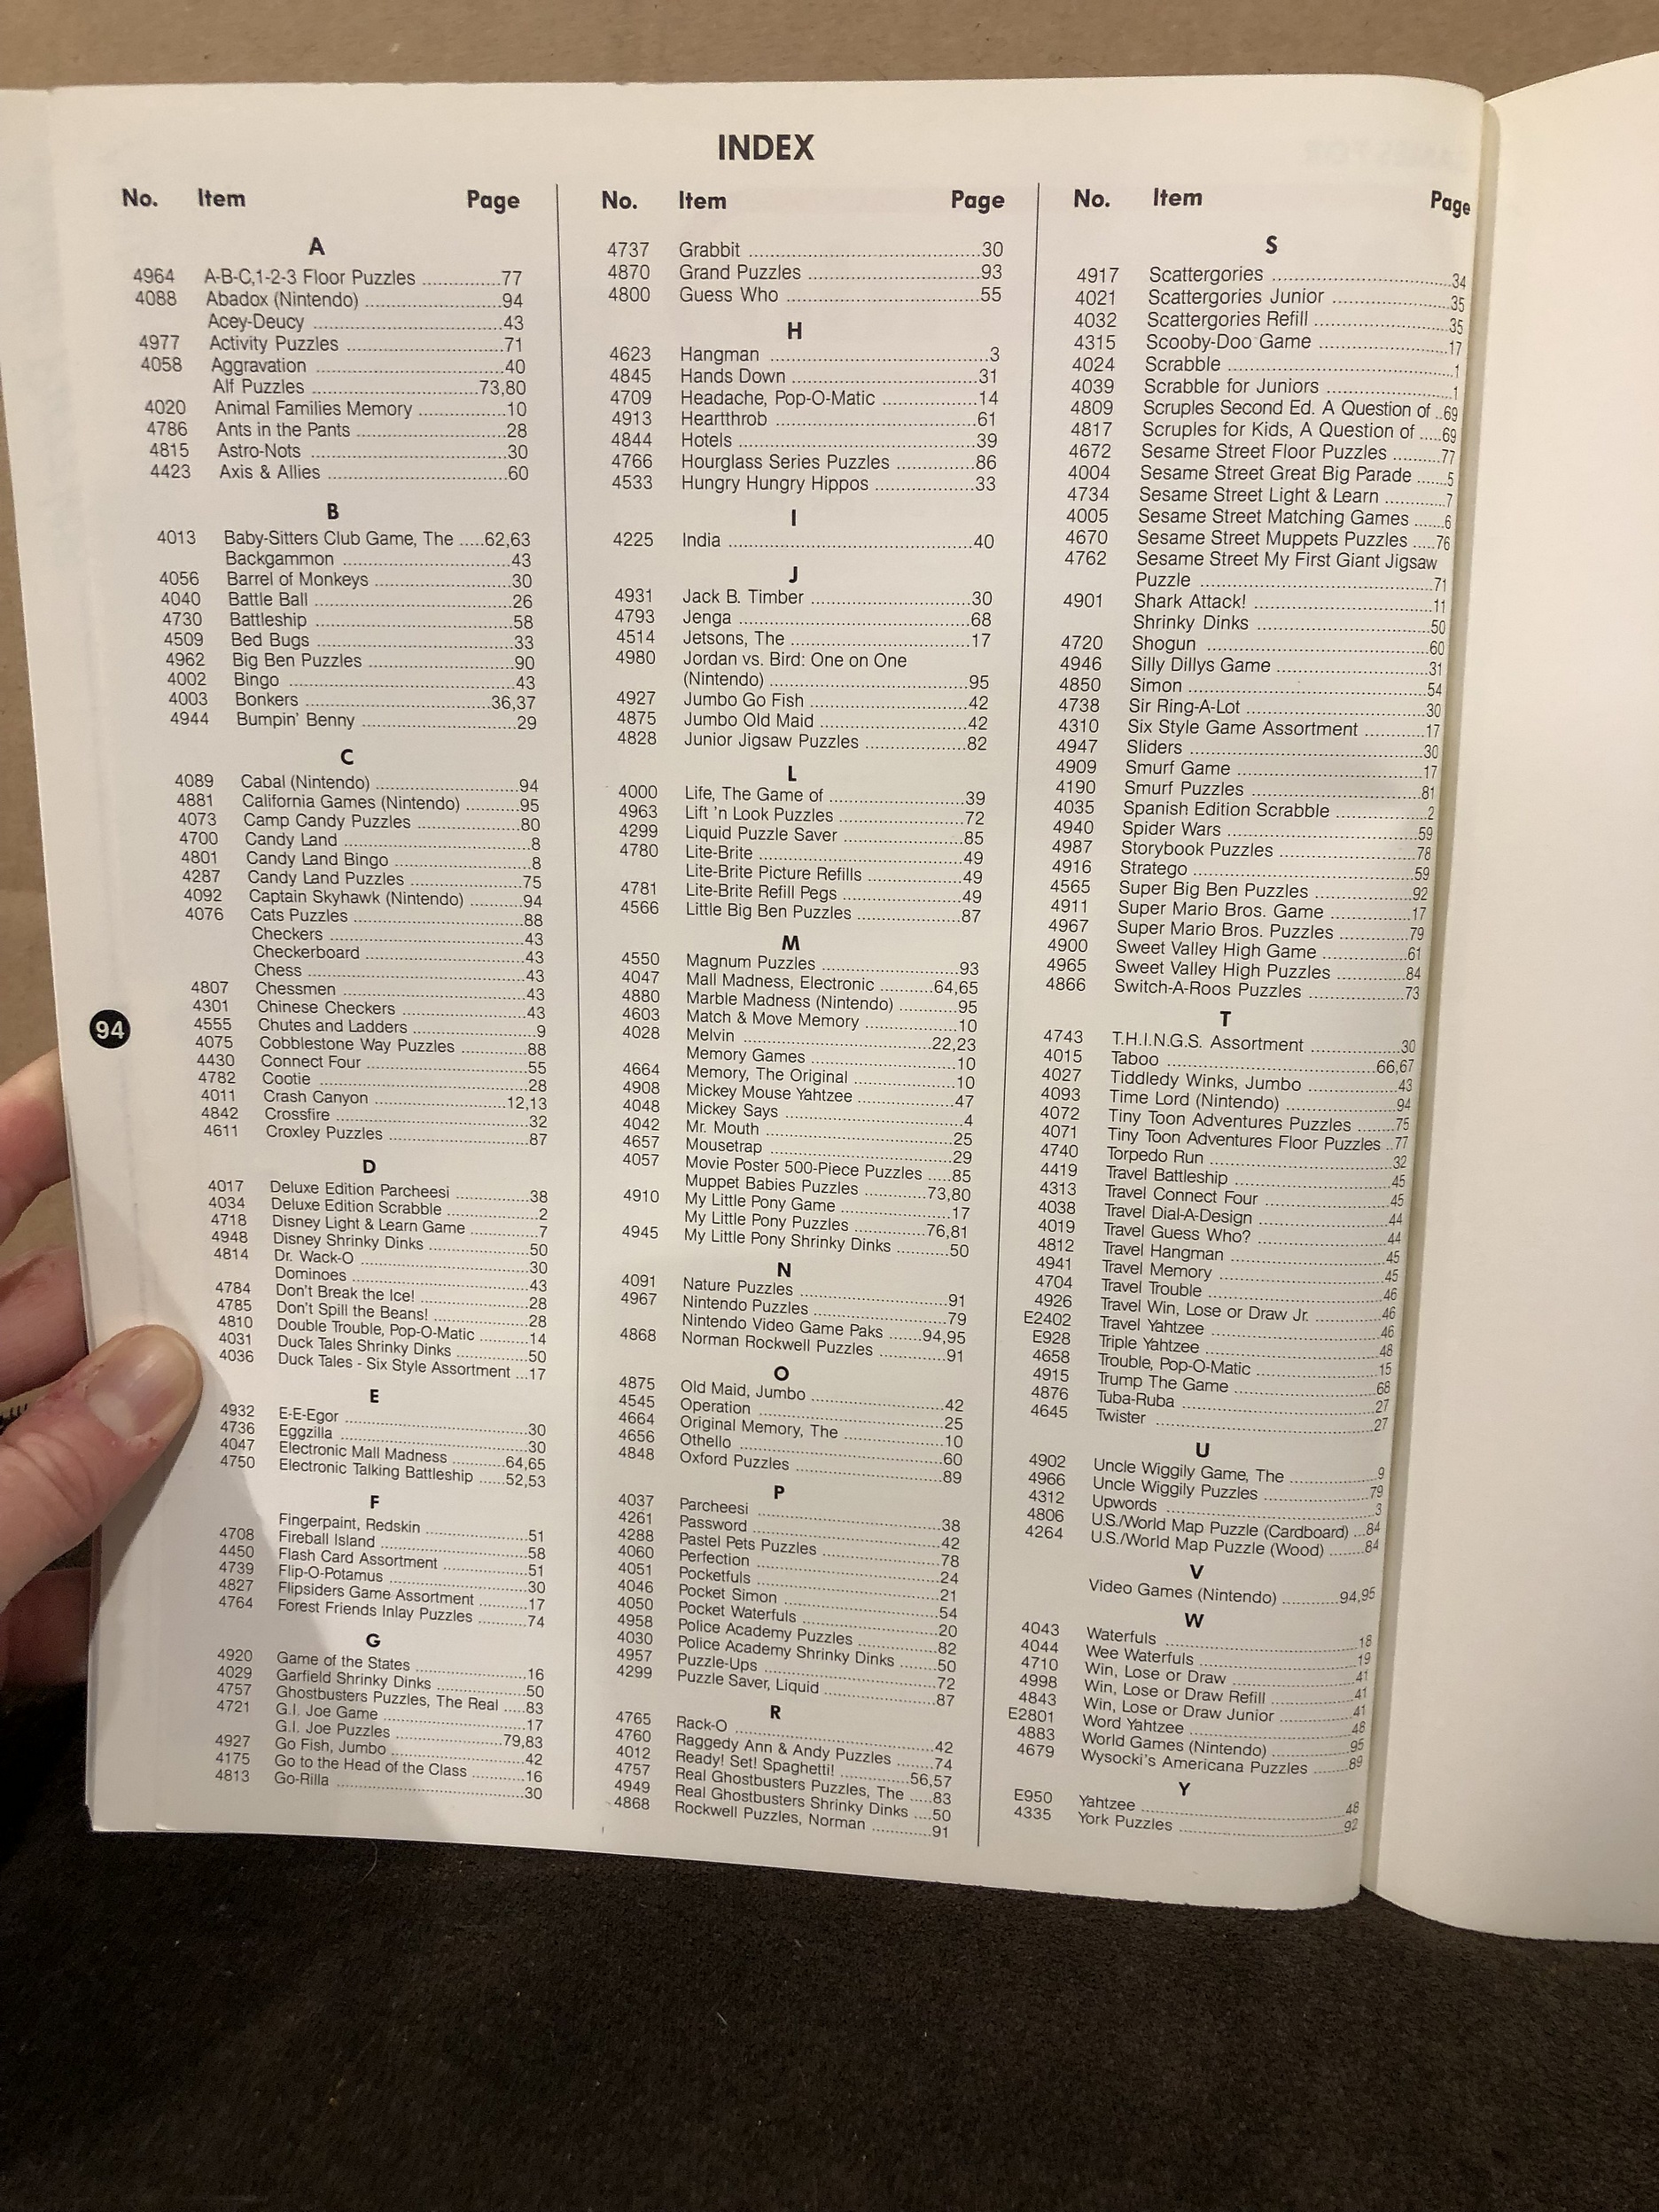 INDEX
No. Item Page
A
4964 A-B-C,1-2-3 Floor Puzzles ..............77
4088 Abadox (Nintendo) ..............94
Acey-Deucy ..............43
4977 Activity Puzzles ..............71
4058 Aggravation ..............40
Alf Puzzles ..............73,80
4020 Animal Families Memory ..............10
4786 Ants in the Pants ..............28
4815 Astro-Nots ..............30
4423 Axis & Allies ..............60
B
4013 Baby-Sitters Club Game, The .....62,63
Backgammon ..............43
4056 Barrel of Monkeys ..............30
4040 Battle Ball ..............26
4730 Battleship ..............58
4509 Bed Bugs ..............33
4962 Big Ben Puzzles ..............90
4002 Bingo ..............43
4003 Bonkers ..............36,37
4944 Bumpin' Benny ..............29
C
4089 Cabal (Nintendo) ..............94
4881 California Games (Nintendo) ..........95
4073 Camp Candy Puzzles ..............80
4700 Candy Land ..............8
4801 Candy Land Bingo ..............8
4287 Candy Land Puzzles ..............75
4092 Captain Skyhawk (Nintendo) ..........94
4076 Cats Puzzles ..............88
Checkers ..............43
Checkerboard ..............43
Chess ..............43
4807 Chessmen ..............43
4301 Chinese Checkers ..............43
4555 Chutes and Ladders ..............9
4075 Cobblestone Way Puzzles ..............88
4430 Connect Four ..............55
4782 Cootie ..............28
4011 Crash Canyon ..............12,13
4842 Crossfire ..............32
4611 Croxley Puzzles ..............87
D
4017 Deluxe Edition Parcheesi ..............38
4034 Deluxe Edition Scrabble ..............2
4718 Disney Light & Learn Game ..............7
4948 Disney Shrinky Dinks ..............50
4814 Dr. Wack-O ..............30
Dominoes ..............43
4784 Don't Break the Ice! ..............28
4785 Don't Spill the Beans! ..............28
4810 Double Trouble, Pop-O-Matic ..........14
4031 Duck Tales Shrinky Dinks ..............50
4036 Duck Tales - Six Style Assortment ...17
E
4932 E-E-Egor ..............30
4736 Eggzilla ..............30
4047 Electronic Mall Madness ..............64,65
4750 Electronic Talking Battleship .....52,53
F
Fingerpaint, Redskin ..............51
4708 Fireball Island ..............58
4450 Flash Card Assortment ..............51
4739 Flip-O-Potamus ..............30
4827 Flipsiders Game Assortment ..........17
4764 Forest Friends Inlay Puzzles ..........74
G
4920 Game of the States ..............16
4029 Garfield Shrinky Dinks ..............50
4757 Ghostbusters Puzzles, The Real .....83
4721 G.I. Joe Game ..............17
G.I. Joe Puzzles ..............79,83
4927 Go Fish, Jumbo ..............42
4175 Go to the Head of the Class ..........16
4813 Go-Rilla ..............30
94
No. Item Page
4737 Grabbit ..............30
4870 Grand Puzzles ..............93
4800 Guess Who ..............55
H
4623 Hangman ..............3
4845 Hands Down ..............31
4709 Headache, Pop-O-Matic ..............14
4913 Heartthrob ..............61
4844 Hotels ..............39
4766 Hourglass Series Puzzles ..............86
4533 Hungry Hungry Hippos ..............33
I
4225 India ..............40
J
4931 Jack B. Timber ..............30
4793 Jenga ..............68
4514 Jetsons, The ..............17
4980 Jordan vs. Bird: One on One
(Nintendo) ..............95
4927 Jumbo Go Fish ..............42
4875 Jumbo Old Maid ..............42
4828 Junior Jigsaw Puzzles ..............82
L
4000 Life, The Game of ..............39
4963 Lift 'n Look Puzzles ..............72
4299 Liquid Puzzle Saver ..............85
4780 Lite-Brite ..............49
Lite-Brite Picture Refills ..............49
4781 Lite-Brite Refill Pegs ..............49
4566 Little Big Ben Puzzles ..............87
M
4550 Magnum Puzzles ..............93
4047 Mall Madness, Electronic ..........64,65
4880 Marble Madness (Nintendo) ..........95
4603 Match & Move Memory ..............10
4028 Melvin ..............22,23
Memory Games ..............10
4664 Memory, The Original ..............10
4908 Mickey Mouse Yahtzee ..............47
4048 Mickey Says ..............4
4042 Mr. Mouth ..............25
4657 Mousetrap ..............29
4057 Movie Poster 500-Piece Puzzles .....85
Muppet Babies Puzzles ..........73,80
4910 My Little Pony Game ..............17
My Little Pony Puzzles ..............76,81
4945 My Little Pony Shrinky Dinks ..........50
N
4091 Nature Puzzles ..............91
4967 Nintendo Puzzles ..............79
Nintendo Video Game Paks .......94,95
4868 Norman Rockwell Puzzles ..............91
O
4875 Old Maid, Jumbo ..............42
4545 Operation ..............25
4664 Original Memory, The ..............10
4656 Othello ..............60
4848 Oxford Puzzles ..............89
P
4037 Parcheesi ..............38
4261 Password ..............42
4288 Pastel Pets Puzzles ..............78
4060 Perfection ..............24
4051 Pocketfuls ..............21
4046 Pocket Simon ..............54
4050 Pocket Waterfuls ..............20
4958 Police Academy Puzzles ..............82
4030 Police Academy Shrinky Dinks .......50
4957 Puzzle-Ups ..............72
4299 Puzzle Saver, Liquid ..............87
R
4765 Rack-O ..............42
4760 Raggedy Ann & Andy Puzzles ........74
4012 Ready! Set! Spaghetti! ..............56,57
4757 Real Ghostbusters Puzzles, The .....83
4949 Real Ghostbusters Shrinky Dinks ....50
4868 Rockwell Puzzles, Norman ............91
No. Item Page
S
4917 Scattergories ..............34
4021 Scattergories Junior ..............35
4032 Scattergories Refill ..............35
4315 Scooby-Doo Game ..............17
4024 Scrabble ..............1
4039 Scrabble for Juniors ..............1
4809 Scruples Second Ed. A Question of ..69
4817 Scruples for Kids, A Question of .....69
4672 Sesame Street Floor Puzzles ..........77
4004 Sesame Street Great Big Parade .....5
4734 Sesame Street Light & Learn ..........7
4005 Sesame Street Matching Games ......6
4670 Sesame Street Muppets Puzzles .....76
4762 Sesame Street My First Giant Jigsaw
Puzzle ..............71
4901 Shark Attack! ..............11
Shrinky Dinks ..............50
4720 Shogun ..............60
4946 Silly Dillys Game ..............31
4850 Simon ..............54
4738 Sir Ring-A-Lot ..............30
4310 Six Style Game Assortment ..........17
4947 Sliders ..............30
4909 Smurf Game ..............17
4190 Smurf Puzzles ..............81
4035 Spanish Edition Scrabble ..............2
4940 Spider Wars ..............59
4987 Storybook Puzzles ..............78
4916 Stratego ..............59
4565 Super Big Ben Puzzles ..............92
4911 Super Mario Bros. Game ..............17
4967 Super Mario Bros. Puzzles ..............79
4900 Sweet Valley High Game ..............61
4965 Sweet Valley High Puzzles ..............84
4866 Switch-A-Roos Puzzles ..............73
T
4743 T.H.I.N.G.S. Assortment ..............30
4015 Taboo ..............66,67
4027 Tiddledy Winks, Jumbo ..............43
4093 Time Lord (Nintendo) ..............94
4072 Tiny Toon Adventures Puzzles ........75
4071 Tiny Toon Adventures Floor Puzzles ..77
4740 Torpedo Run ..............32
4419 Travel Battleship ..............45
4313 Travel Connect Four ..............45
4038 Travel Dial-A-Design ..............44
4019 Travel Guess Who? ..............44
4812 Travel Hangman ..............45
4941 Travel Memory ..............45
4704 Travel Trouble ..............46
4926 Travel Win, Lose or Draw Jr. ..........46
E2402 Travel Yahtzee ..............46
E928 Triple Yahtzee ..............48
4658 Trouble, Pop-O-Matic ..............15
4915 Trump The Game ..............68
4876 Tuba-Ruba ..............27
4645 Twister ..............27
U
4902 Uncle Wiggily Game, The ..............9
4966 Uncle Wiggily Puzzles ..............79
4312 Upwords ..............3
4806 U.S./World Map Puzzle (Cardboard) ...84
4264 U.S./World Map Puzzle (Wood) ........84
V
Video Games (Nintendo) ..........94,95
W
4043 Waterfuls ..............18
4044 Wee Waterfuls ..............19
4710 Win, Lose or Draw ..............41
4998 Win, Lose or Draw Refill ..............41
4843 Win, Lose or Draw Junior ..............41
E2801 Word Yahtzee ..............48
4883 World Games (Nintendo) ..............95
4679 Wysocki's Americana Puzzles ........89
Y
E950 Yahtzee ..............48
4335 York Puzzles ..............92